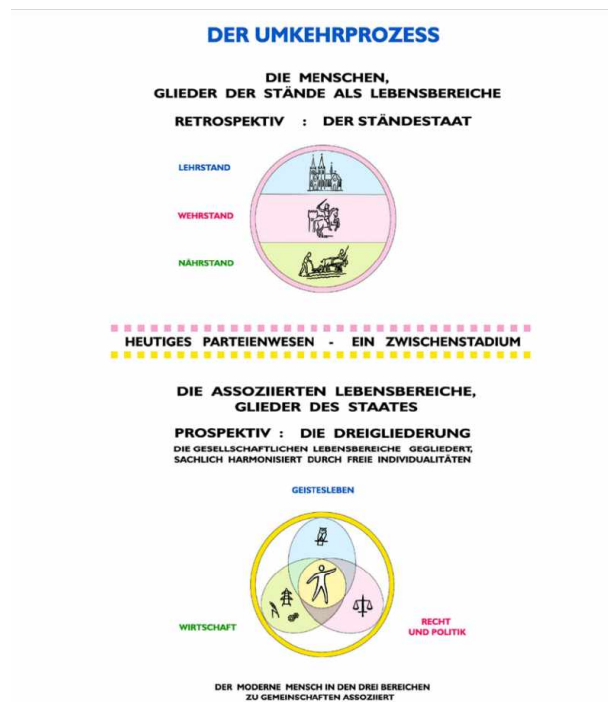 DER UMKEHRPROZESS
DIE MENSCHEN,
GLIEDER DER STÄNDE ALS LEBENSBEREICHE
RETROSPEKTIV : DER STÄNDESTAAT
LEHRSTAND
WEHRSTAND
NÄHRSTAND
HEUTIGES PARTEIENWESEN - EIN ZWISCHENSTADIUM
DIE ASSOZIIERTEN LEBENSBEREICHE,
GLIEDER DES STAATES
PROSPEKTIV : DIE DREIGLIEDERUNG
DIE GESELLSCHAFTLICHEN LEBENSBEREICHE GEGLIEDERT,
SACHLICH HARMONISIERT DURCH FREIE INDIVIDUALITÄTEN
GEISTESLEBEN
WIRTSCHAFT
RECHT
UND POLITIK
DER MODERNE MENSCH IN DEN DREI BEREICHEN
ZU GEMEINSCHAFTEN ASSOZIIERT